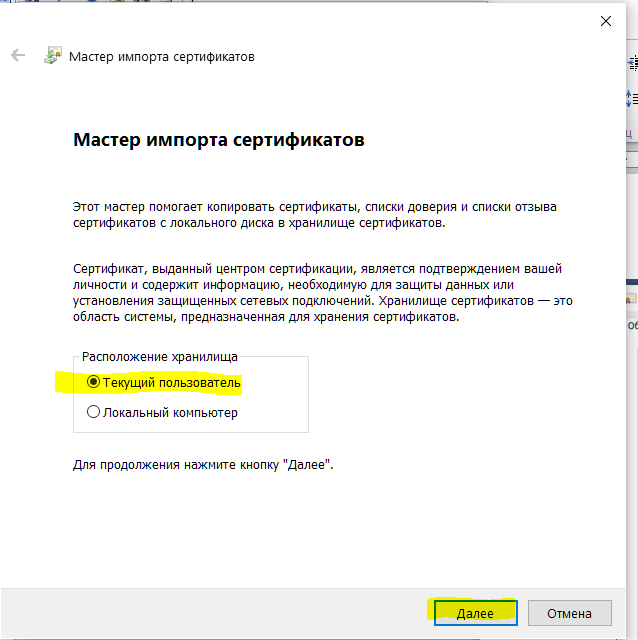 Мастер импорта сертификатов
Мастер импорта сертификатов
Этот мастер помогает копировать сертификаты, списки доверия и списки отзыва
сертификатов с локального диска в хранилище сертификатов.
Сертификат, выданный центром сертификации, является подтверждением вашей
личности и содержит информацию, необходимую для защиты данных или
установления защищенных сетевых подключений. Хранилище сертификатов — это
область системы, предназначенная для хранения сертификатов.
Расположение хранилища
Текущий пользователь
Локальный компьютер
Для продолжения нажмите кнопку "Далее".
Далее
Отмена